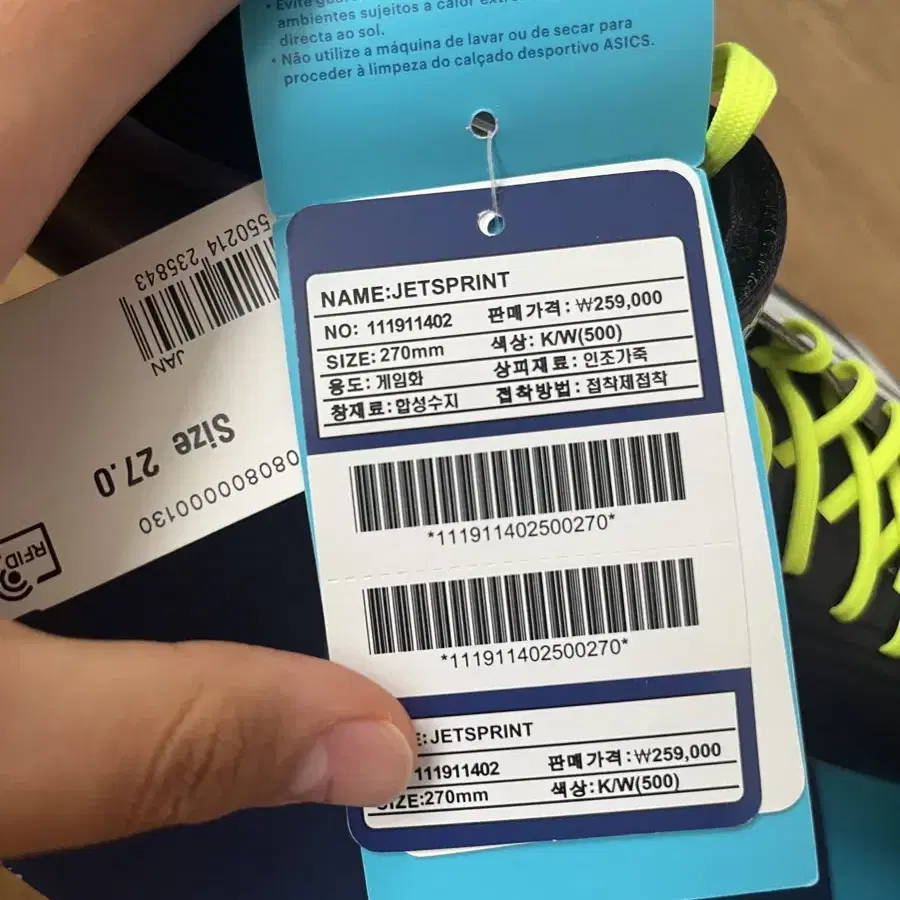 • Evite
ambientes sujeitos a calor
directa ao sol.
• Não utilize a máquina de lavar ou de secar para
proceder à limpeza do calçado desportivo ASICS.
NAME:JETSPRINT
NO: 111911402 판매가격: ₩259,000
SIZE: 270mm 색상: K/W(500)
용도: 게임화 상피재료: 인조가죽
창재료: 합성수지 접착방법: 접착제접착
*111911402500270*
*111911402500270*
:JETSPRINT
111911402 판매가격:₩259,000
SIZE:270mm 색상:K/W(500)
550214 235843
JAN
Size 27.0
08080000130
RFID